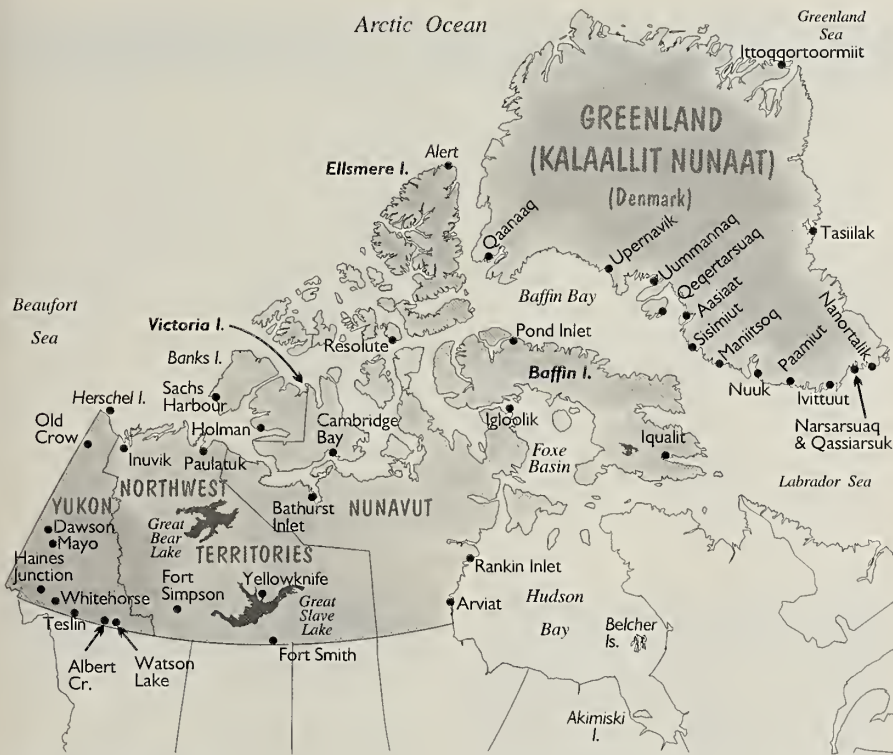 Arctic Ocean
Greenland
Sea
Ittoqqortoormiit
GREENLAND
(KALAALLIT NUNAAT)
(Denmark)
Alert
Ellsmere I.
Qaanaaq
Upernavik
Uummannaq
Qeqertarsuaq
Aasiaat
Sisimiut
Maniitsoq
Nuuk
Paamiut
Ivittuut
Nanortalik
Tasiilak
Narsarsuaq
& Qassiarsuk
Labrador Sea
Baffin Bay
Beaufort
Sea
Victoria I.
Banks I.
Resolute
Pond Inlet
Baffin I.
Sachs
Harbour
Herschel I.
Holman
Cambridge
Bay
Igloolik
Foxe
Basin
Iqualit
Old
Crow
Inuvik
Paulatuk
YUKON
NORTHWEST
TERRITORIES
NUNAVUT
Bathurst
Inlet
Great
Bear
Lake
Dawson
Mayo
Haines
Junction
Whitehorse
Teslin
Fort
Simpson
Yellowknife
Great
Slave
Lake
Rankin Inlet
Arviat
Hudson
Bay
Belcher
Is.
Albert
Cr.
Watson
Lake
Fort Smith
Akimiski
I.